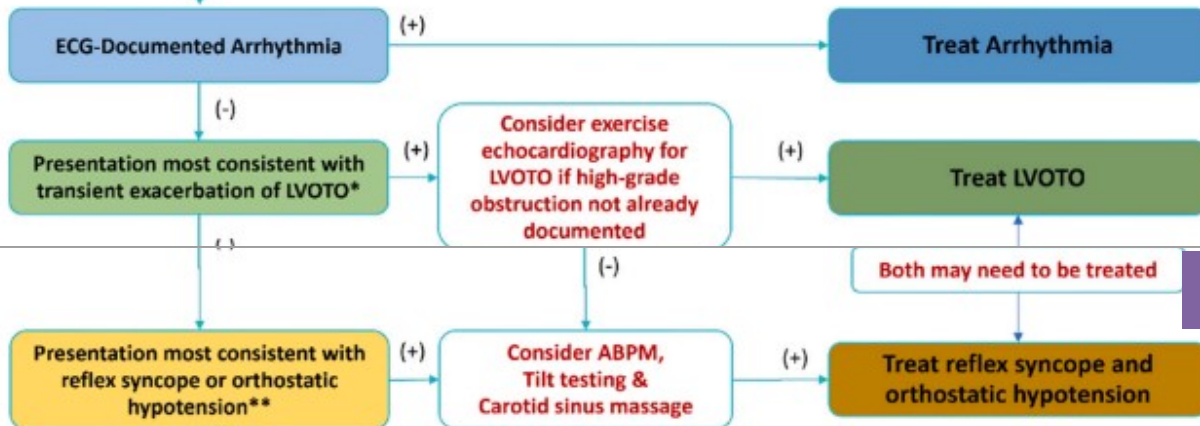 ECG-Documented Arrhythmia
(+)
Treat Arrhythmia
(-)
Presentation most consistent with
transient exacerbation of LVOTO*
(+)
Consider exercise
echocardiography for
LVOTO if high-grade
obstruction not already
documented
(+)
Treat LVOTO
(-)
Both may need to be treated
Presentation most consistent with
reflex syncope or orthostatic
hypotension**
(+)
Consider ABPM,
Tilt testing &
Carotid sinus massage
(+)
Treat reflex syncope and
orthostatic hypotension